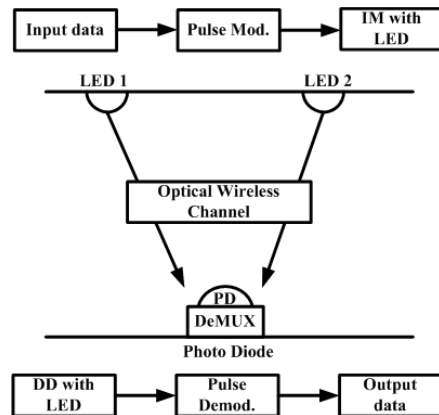 Input data
Pulse Mod.
IM with
LED
LED 1
LED 2
Optical Wireless
Channel
PD
DeMUX
Photo Diode
DD with
LED
Pulse
Demod.
Output
data